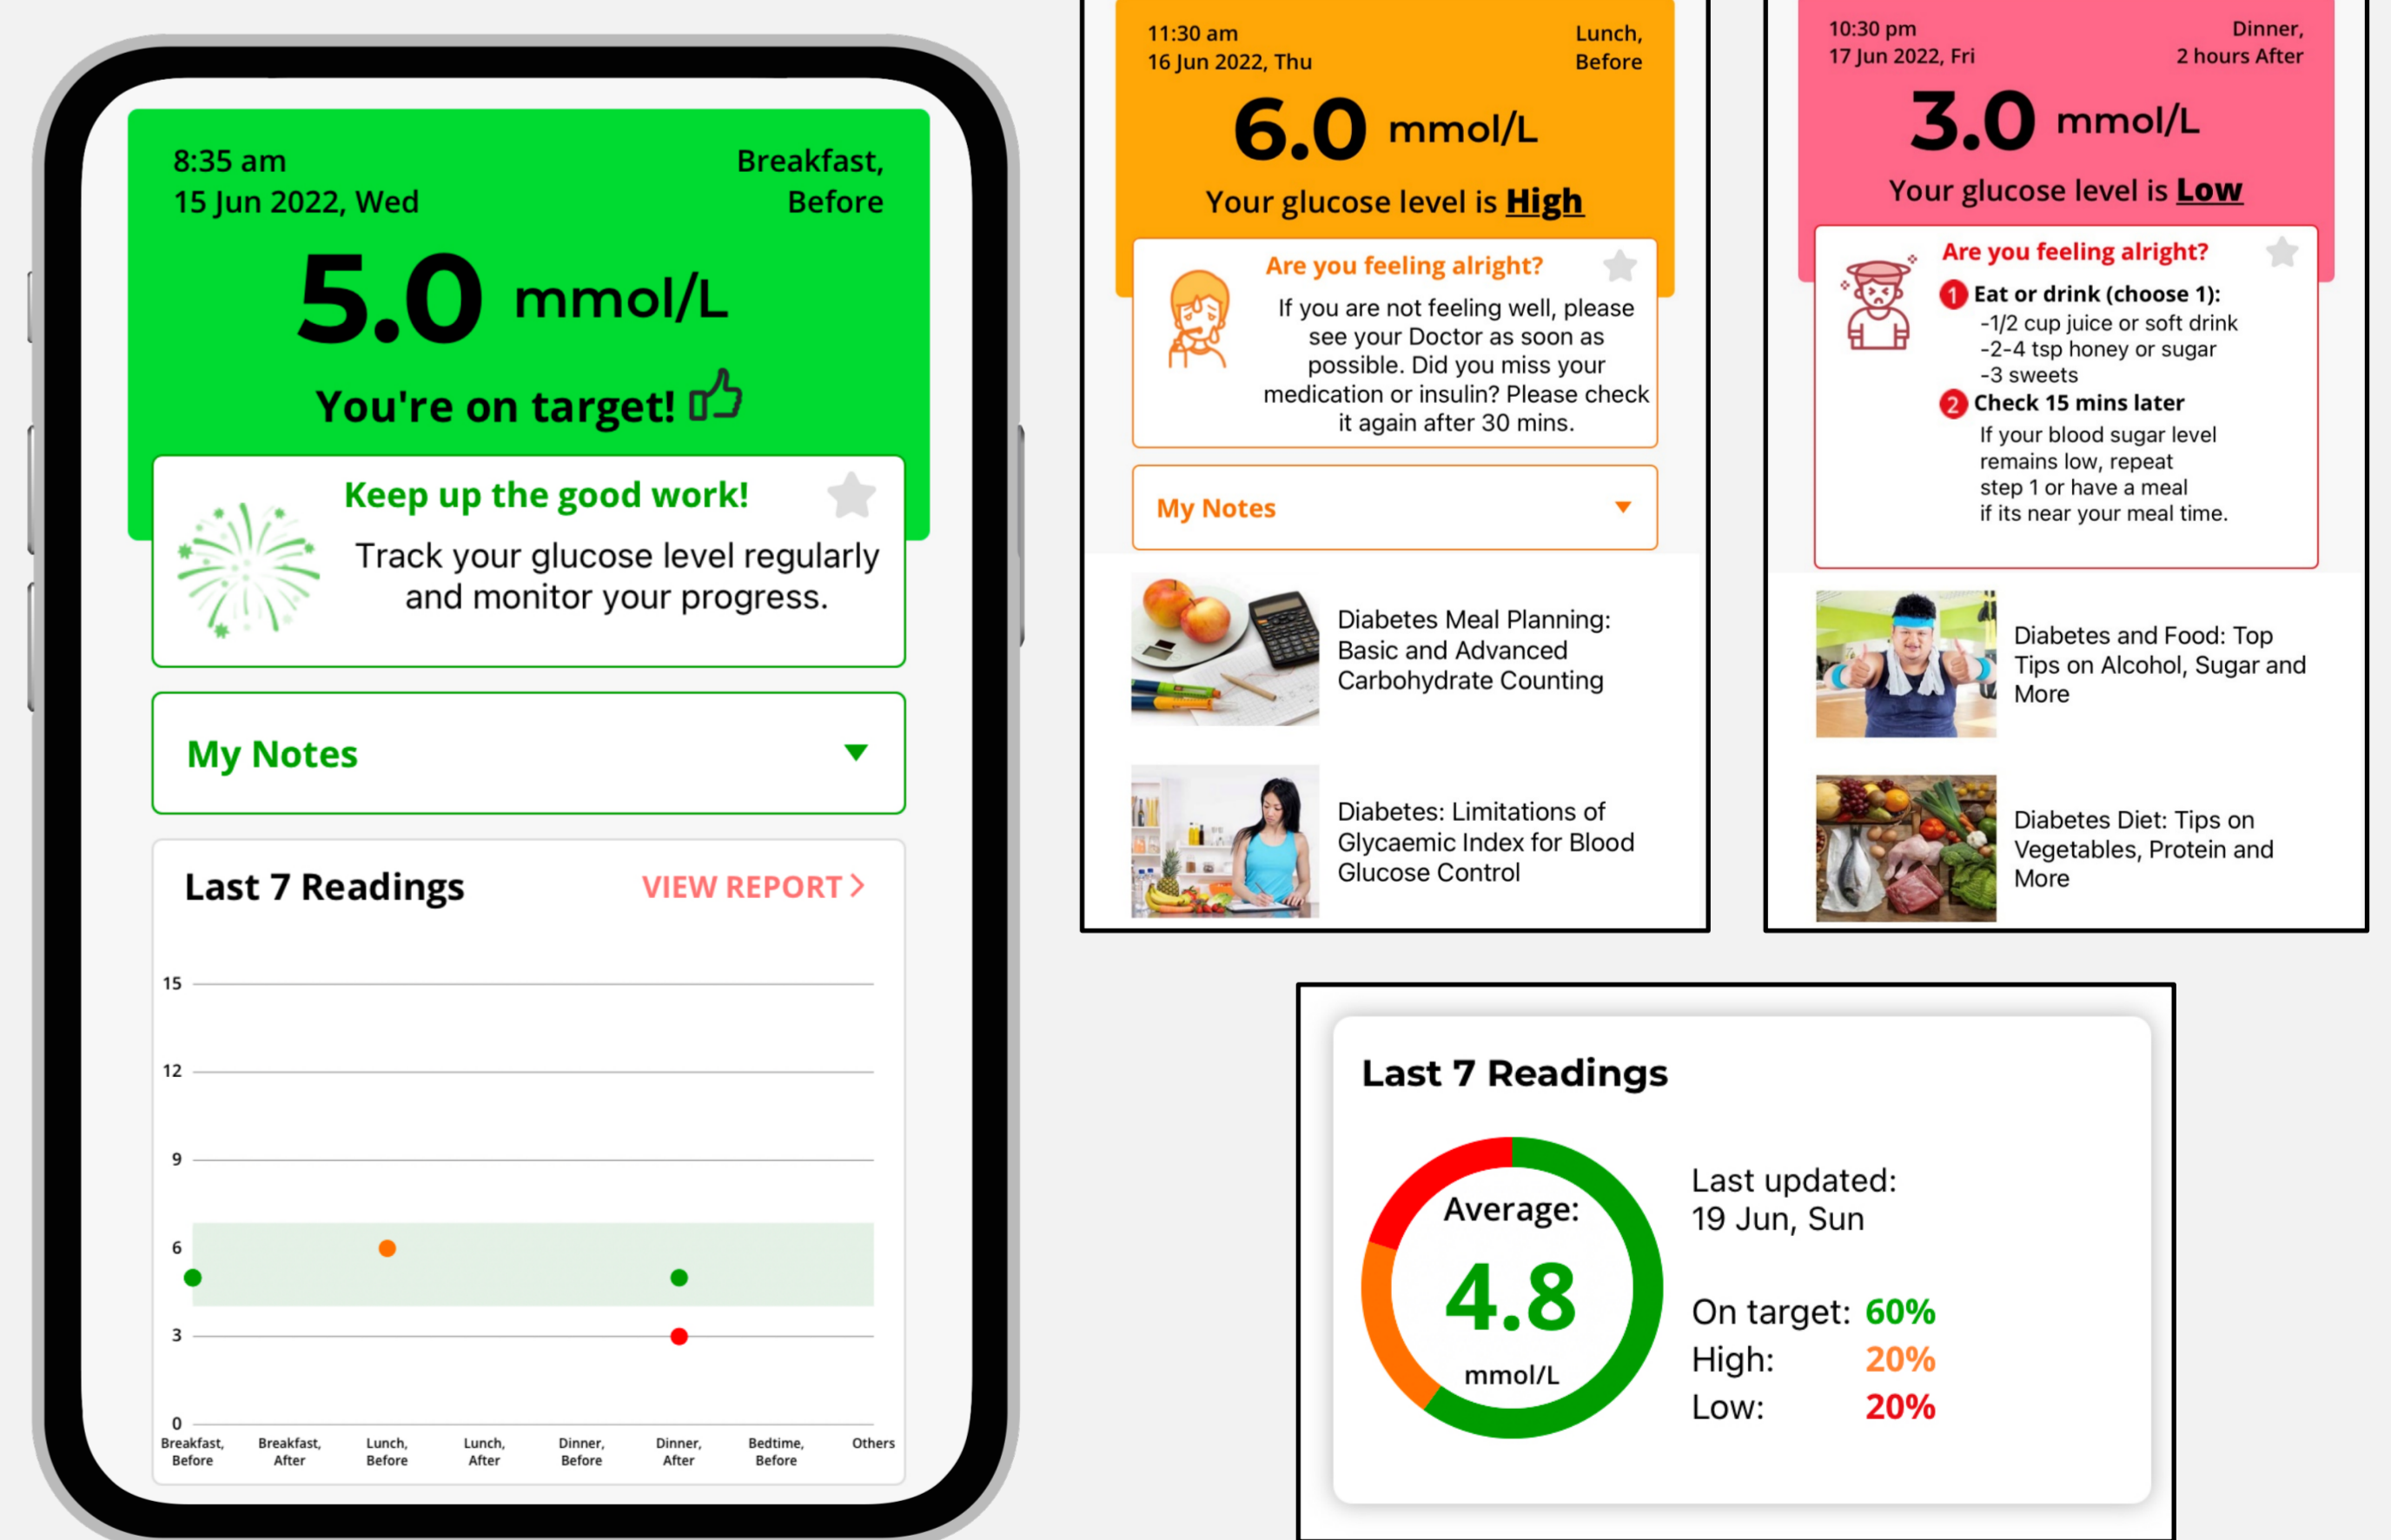 8:35 am
15 Jun 2022, Wed
Breakfast,
Before
5.0 mmol/L
You're on target!
Keep up the good work!
Track your glucose level regularly
and monitor your progress.
My Notes
Last 7 Readings
VIEW REPORT
15
12
9
6
3
0
Breakfast,
Before
Breakfast,
After
Lunch,
Before
Lunch,
After
Dinner,
Before
Dinner,
After
Bedtime,
Before
Others
11:30 am
16 Jun 2022, Thu
Lunch,
Before
6.0 mmol/L
Your glucose level is High
Are you feeling alright?
If you are not feeling well, please
see your Doctor as soon as
possible. Did you miss your
medication or insulin? Please check
it again after 30 mins.
My Notes
Diabetes Meal Planning:
Basic and Advanced
Carbohydrate Counting
Diabetes: Limitations of
Glycaemic Index for Blood
Glucose Control
10:30 pm
17 Jun 2022, Fri
Dinner,
2 hours After
3.0 mmol/L
Your glucose level is Low
Are you feeling alright?
1 Eat or drink (choose 1):
-1/2 cup juice or soft drink
-2-4 tsp honey or sugar
-3 sweets
2 Check 15 mins later
If your blood sugar level
remains low, repeat
step 1 or have a meal
if its near your meal time.
Diabetes and Food: Top
Tips on Alcohol, Sugar and
More
Diabetes Diet: Tips on
Vegetables, Protein and
More
Last 7 Readings
Average:
4.8
mmol/L
Last updated:
19 Jun, Sun
On target: 60%
High: 20%
Low: 20%